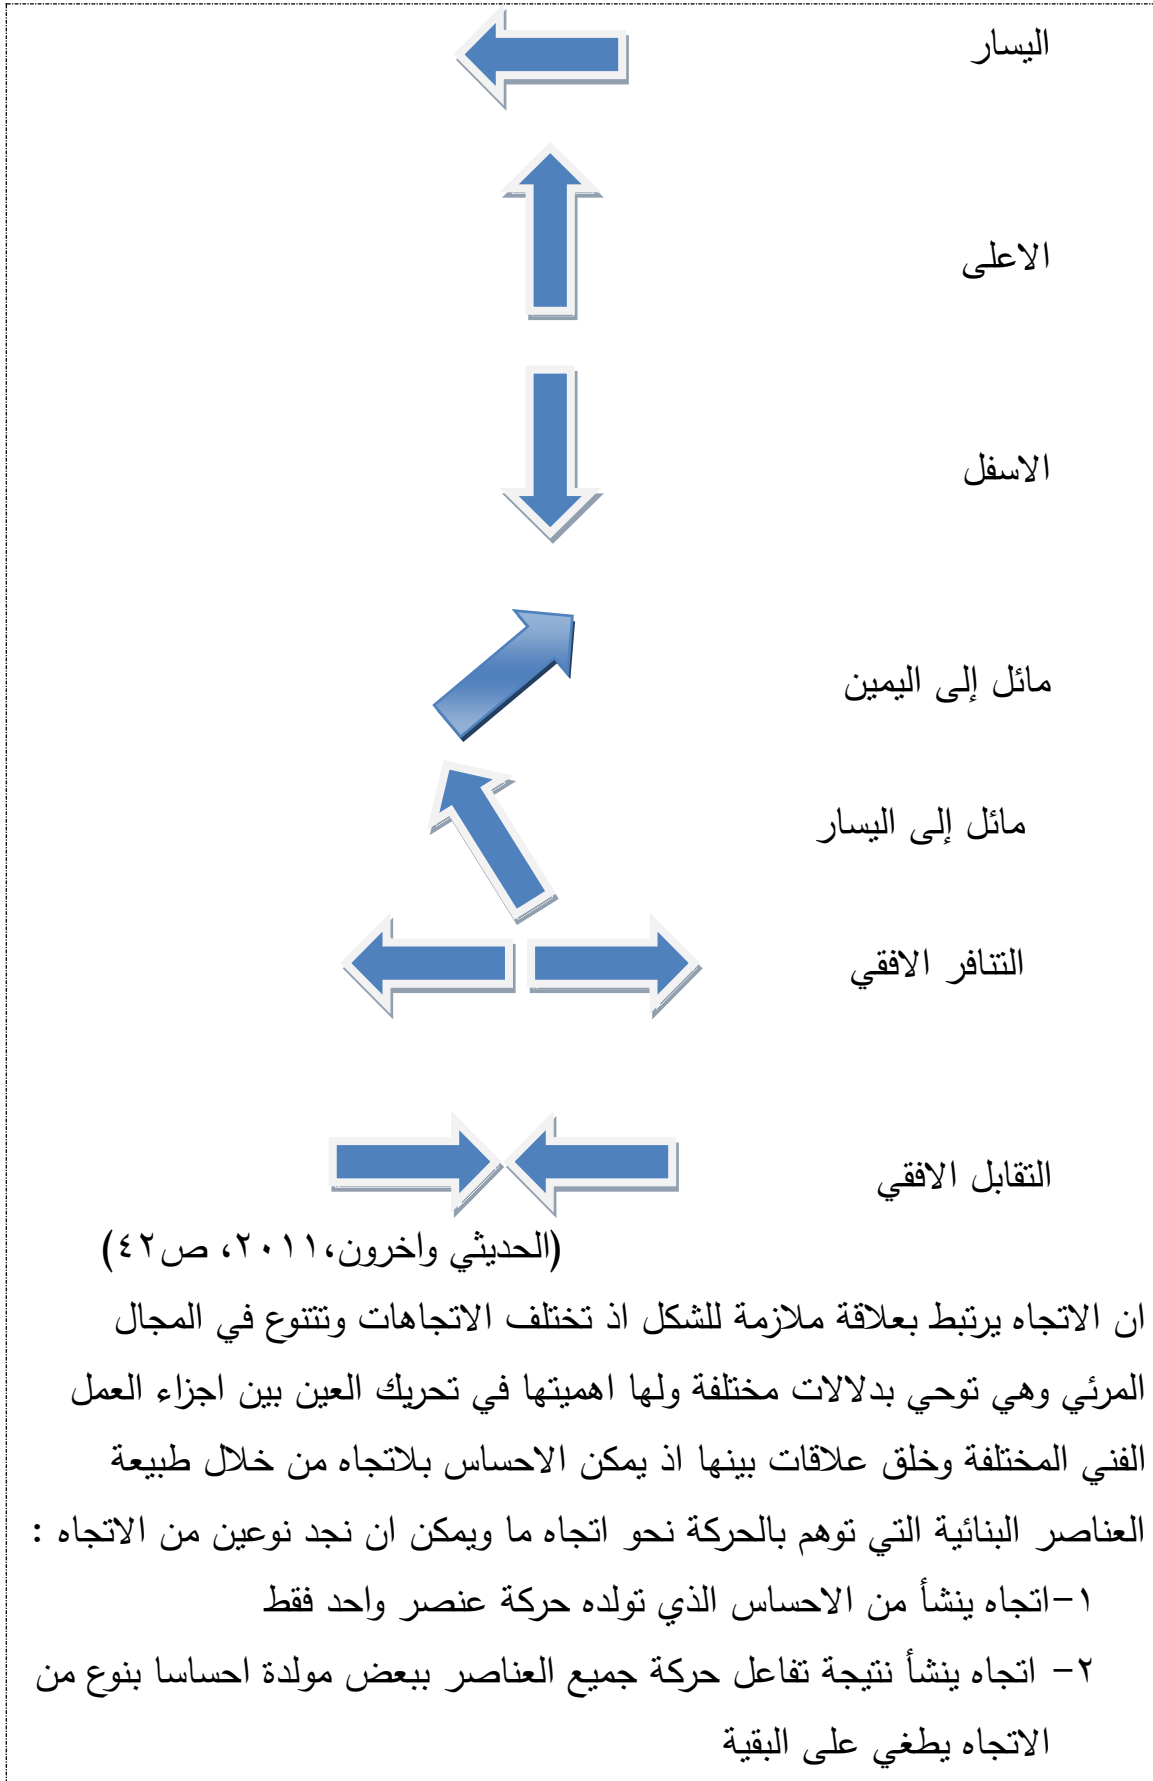 اليسار
الاعلى
الاسفل
مائل إلى اليمين
مائل إلى اليسار
التنافر الافقي
التقابل الافقي
(الحديثي واخرون،٢٠١١، ص٤٢)
ان الاتجاه يرتبط بعلاقة ملازمة للشكل اذ تختلف الاتجاهات وتتنوع في المجال
المرئي وهي توحي بدلالات مختلفة ولها اهميتها في تحريك العين بين اجزاء العمل
الفني المختلفة وخلق علاقات بينها اذ يمكن الاحساس بلاتجاه من خلال طبيعة
العناصر البنائية التي توهم بالحركة نحو اتجاه ما ويمكن ان نجد نوعين من الاتجاه :
١-اتجاه ينشأ من الاحساس الذي تولده حركة عنصر واحد فقط
٢- اتجاه ينشأ نتيجة تفاعل حركة جميع العناصر ببعض مولدة احساسا بنوع من
الاتجاه يطغي على البقية